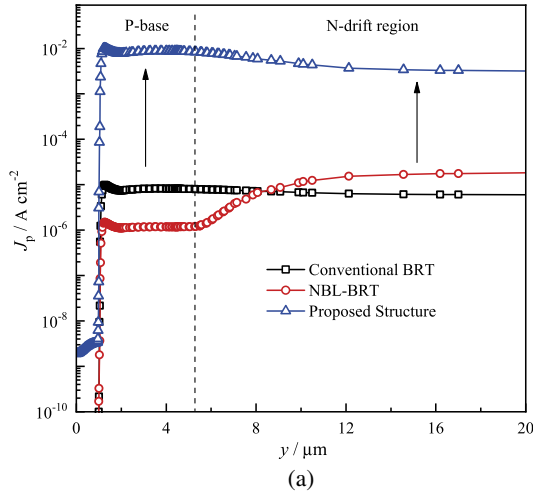 P-base N-drift region
10⁻²
10⁻⁴
10⁻⁶
10⁻⁸
10⁻¹⁰
Jₚ / A cm⁻²
Conventional BRT
NBL-BRT
Proposed Structure
0 4 8 12 16 20
y / μm
(a)